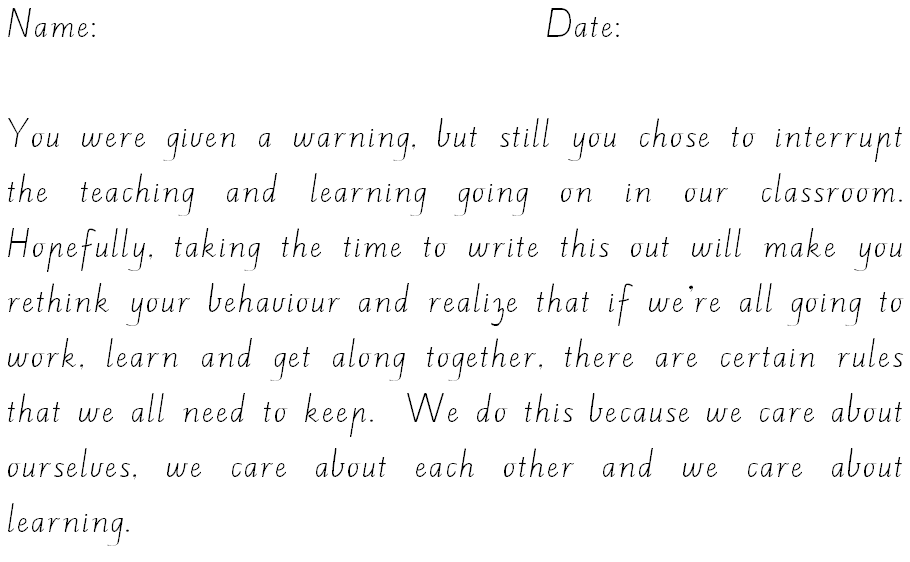 Name: Date:
You were given a warning, but still you chose to interrupt
the teaching and learning going on in our classroom.
Hopefully, taking the time to write this out will make you
rethink your behaviour and realize that if we're all going to
work, learn and get along together, there are certain rules
that we all need to keep. We do this because we care about
ourselves, we care about each other and we care about
learning.